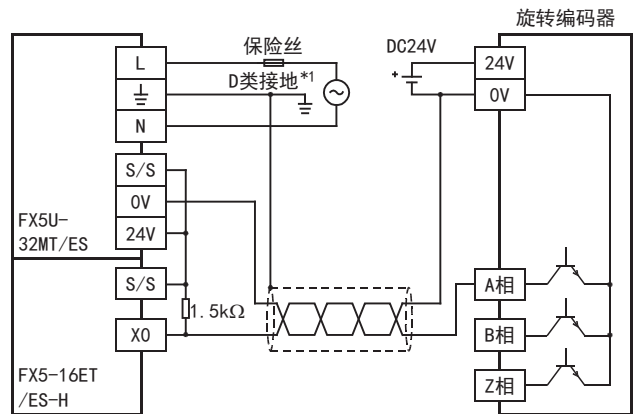 旋转编码器
保险丝
DC24V
L
24V
D类接地*1
+
0V
N
S/S
0V
24V
FX5U-
32MT/ES
S/S
1.5kΩ
A相
X0
B相
FX5-16ET
/ES-H
Z相